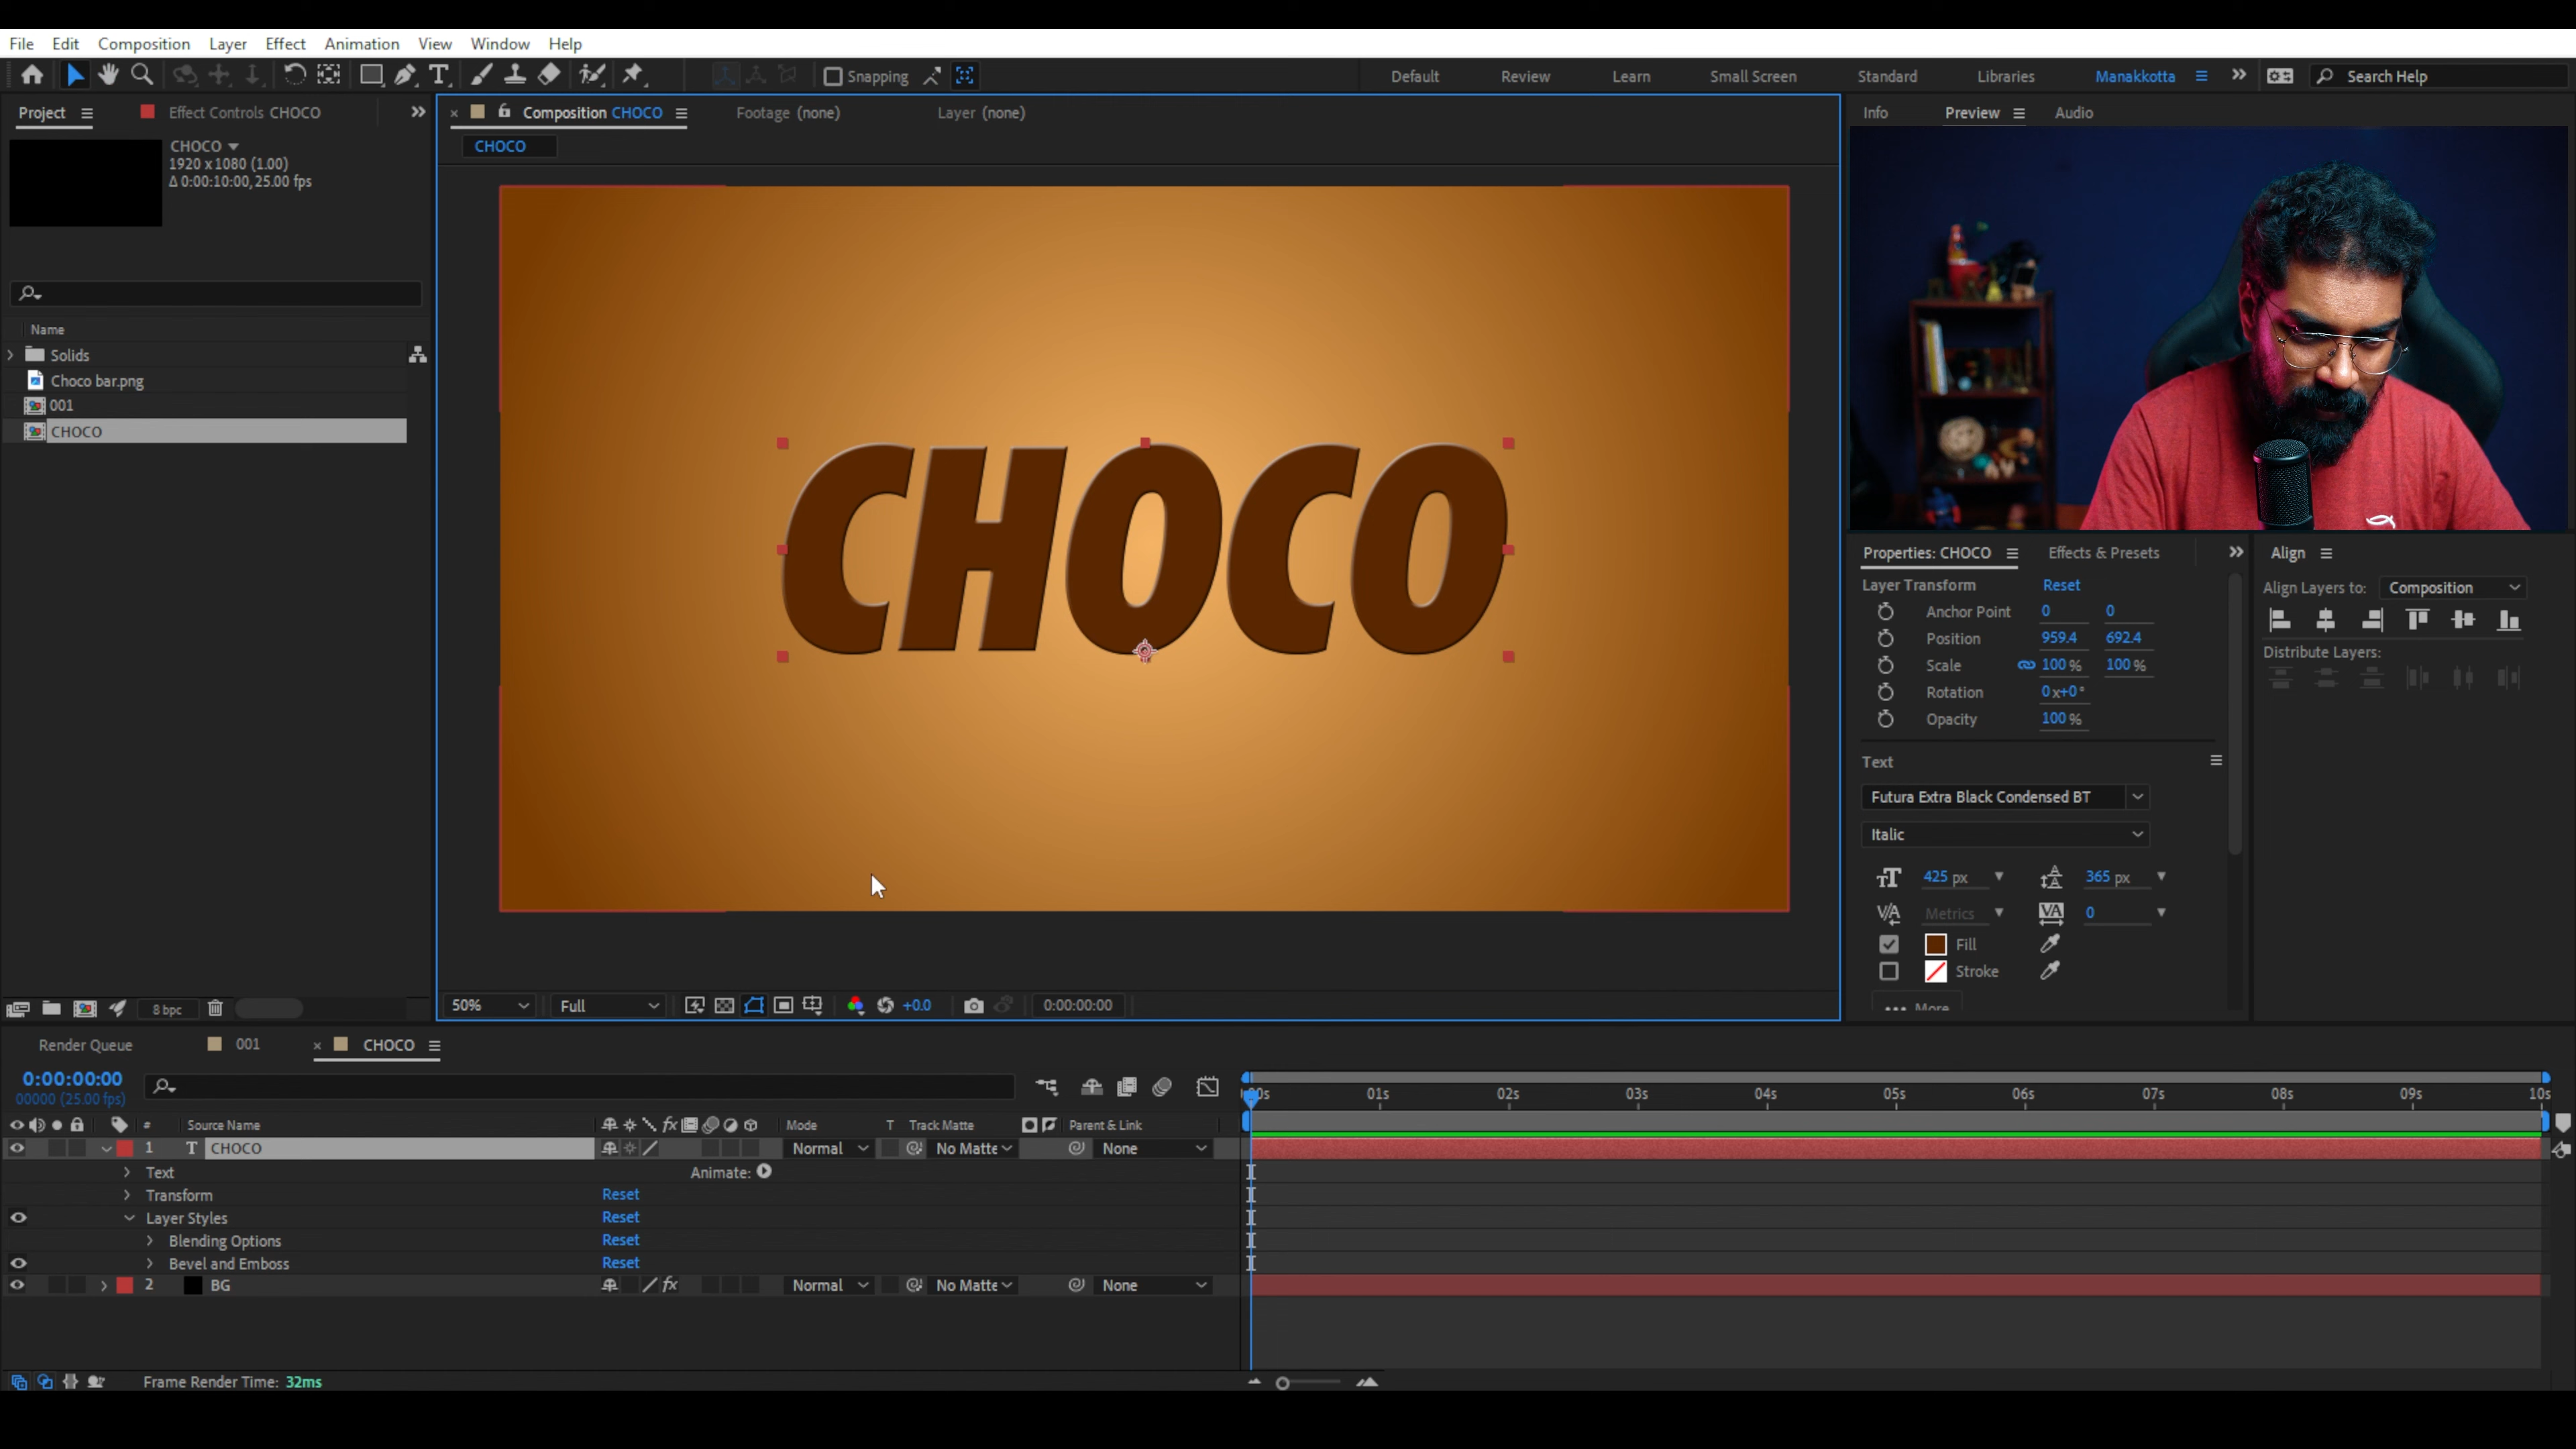 File Edit Composition Layer Effect Animation View Window Help
Snapping Default Review Learn Small Screen Standard Libraries Manakkotta Search Help
Project Effect Controls CHOCO
CHOCO
1920 x 1080 (1.00)
Δ 0:00:10:00, 25.00 fps
Name
Solids
Choco bar.png
001
CHOCO
8 bpc
Composition CHOCO Footage (none) Layer (none)
CHOCO
CHOCO
50% Full +0.0 0:00:00:00
Info Preview Audio
Properties: CHOCO Effects & Presets
Layer Transform Reset
Anchor Point 0 0
Position 959.4 692.4
Scale 100 % 100 %
Rotation 0x+0°
Opacity 100 %
Text
Futura Extra Black Condensed BT
Italic
425 px 365 px
Metrics 0
Fill
Stroke
More
Align
Align Layers to: Composition
Distribute Layers:
Render Queue 001 CHOCO
0:00:00:00
00000 (25.00 fps)
# Source Name Mode T Track Matte Parent & Link
1 T CHOCO Normal No Matte None
Text Animate:
Transform Reset
Layer Styles Reset
Blending Options Reset
Bevel and Emboss Reset
2 BG Normal No Matte None
0s 01s 02s 03s 04s 05s 06s 07s 08s 09s 10s
Frame Render Time: 32ms